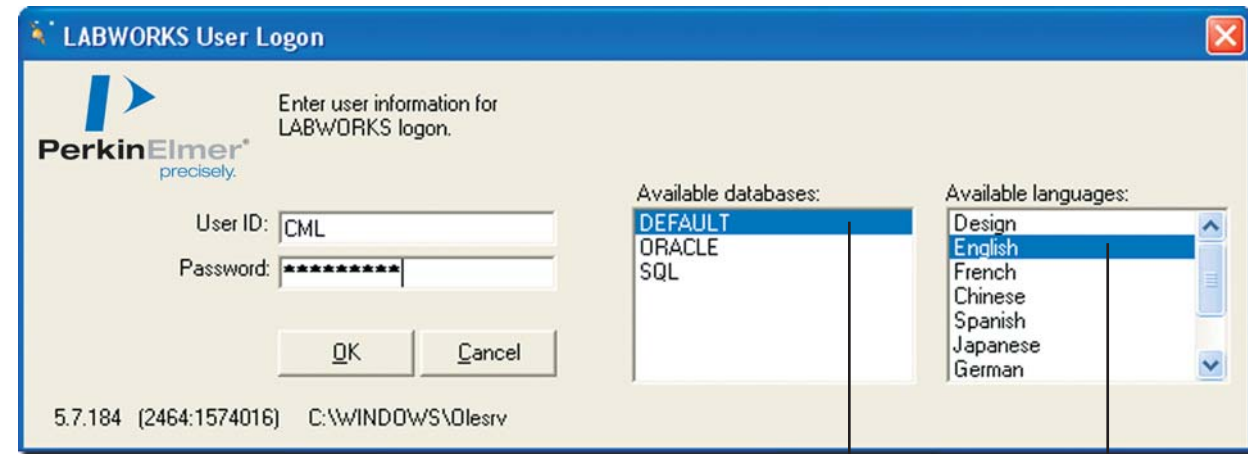 LABWORKS User Logon
PerkinElmer®
precisely.
Enter user information for
LABWORKS logon.
User ID: CML
Password: *********
OK
Cancel
Available databases:
DEFAULT
ORACLE
SQL
Available languages:
Design
English
French
Chinese
Spanish
Japanese
German
5.7.184 (2464:1574016) C:\WINDOWS\Olesrv